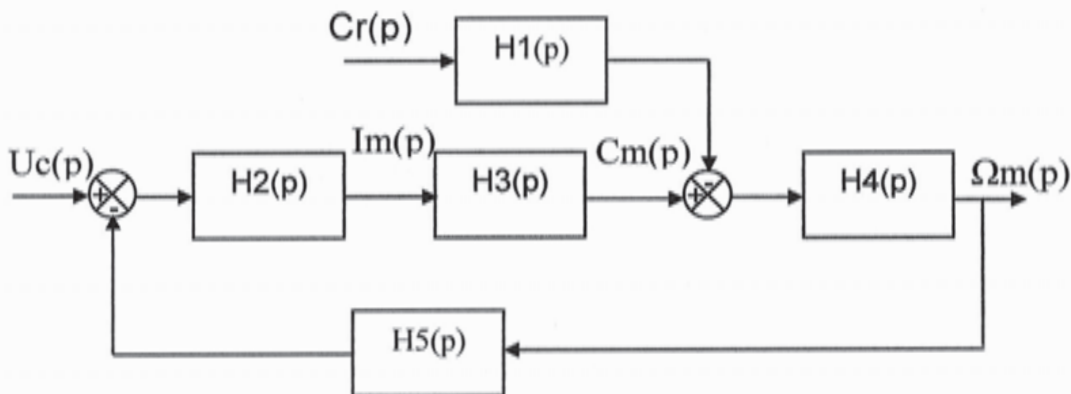 Cr(p)
H1(p)
Uc(p)
+
-
H2(p)
Im(p)
H3(p)
Cm(p)
-
+
H4(p)
Ωm(p)
H5(p)